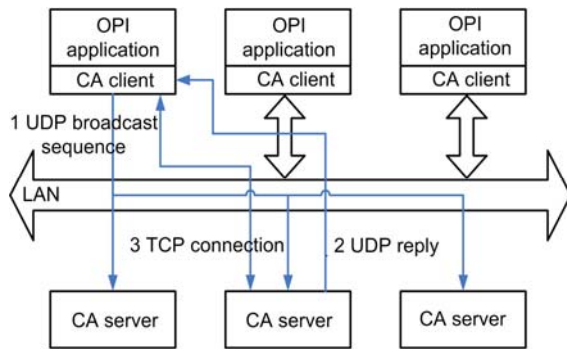 OPI
application
CA client
OPI
application
CA client
OPI
application
CA client
1 UDP broadcast
sequence
LAN
3 TCP connection
2 UDP reply
CA server
CA server
CA server